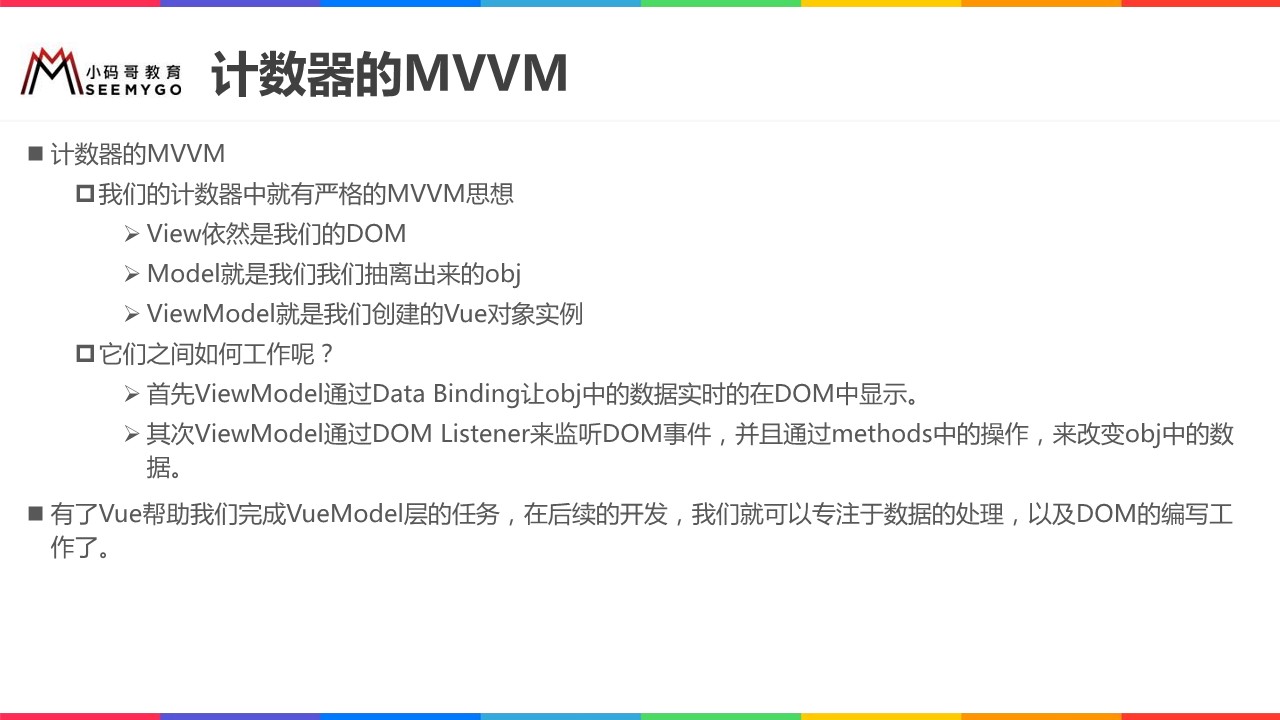 小码哥教育
SEEMYGO
计数器的MVVM
计数器的MVVM
我们的计数器中就有严格的MVVM思想
View依然是我们的DOM
Model就是我们我们抽离出来的obj
ViewModel就是我们创建的Vue对象实例
它们之间如何工作呢？
首先ViewModel通过Data Binding让obj中的数据实时的在DOM中显示。
其次ViewModel通过DOM Listener来监听DOM事件，并且通过methods中的操作，来改变obj中的数
据。
有了Vue帮助我们完成VueModel层的任务，在后续的开发，我们就可以专注于数据的处理，以及DOM的编写工
作了。